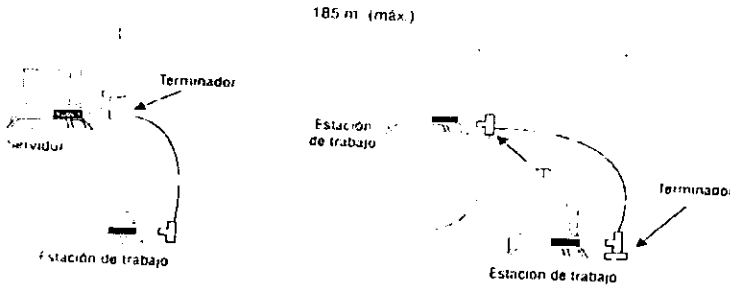 185 m. (máx.)
Terminador
Servidor
Estación de trabajo
Estación
de trabajo
"T"
Terminador
Estación de trabajo